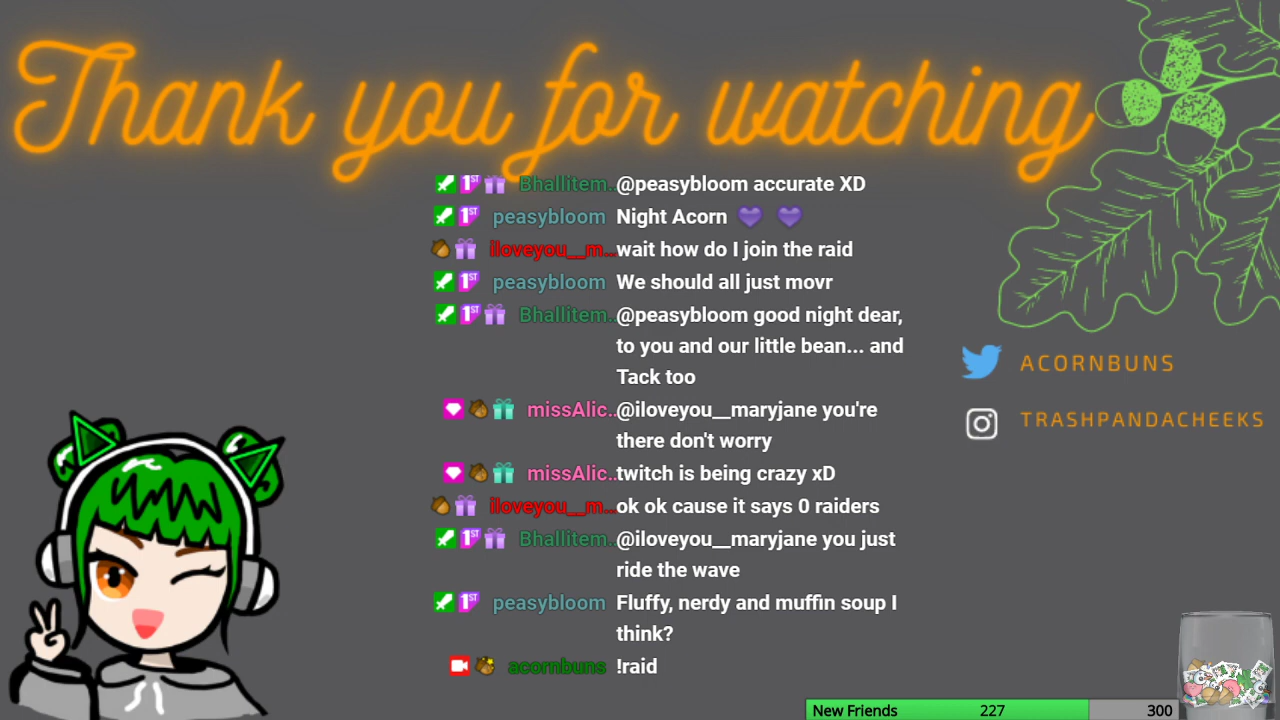 Thank you for watching
Bhallitem.. @peasybloom accurate XD
peasybloom Night Acorn
iloveyou__m... wait how do I join the raid
peasybloom We should all just movr
Bhallitem.. @peasybloom good night dear,
to you and our little bean... and
Tack too
missAlic.. @iloveyou__maryjane you're
there don't worry
missAlic.. twitch is being crazy xD
iloveyou__m... ok ok cause it says 0 raiders
Bhallitem.. @iloveyou__maryjane you just
ride the wave
peasybloom Fluffy, nerdy and muffin soup I
think?
acornbuns !raid
ACORNBUNS
TRASHPANDACHEEKS
New Friends 227 300